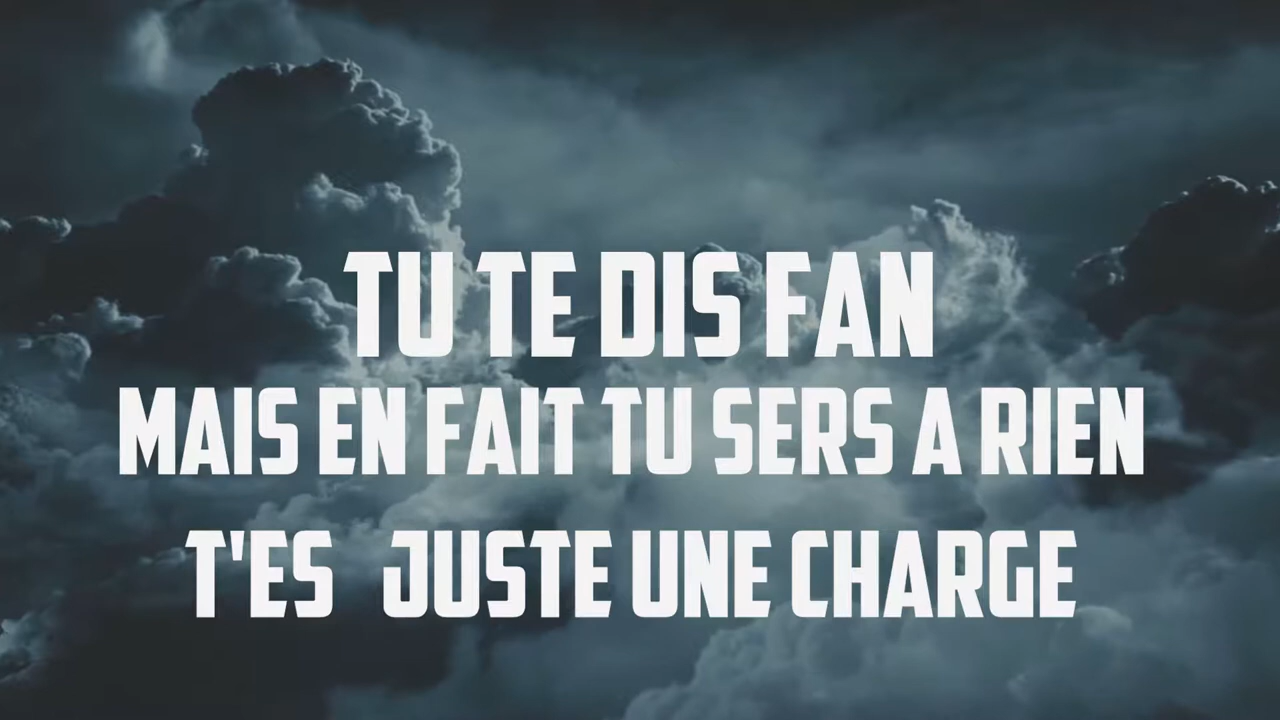 TU TE DIS FAN
MAIS EN FAIT TU SERS A RIEN
T'ES JUSTE UNE CHARGE